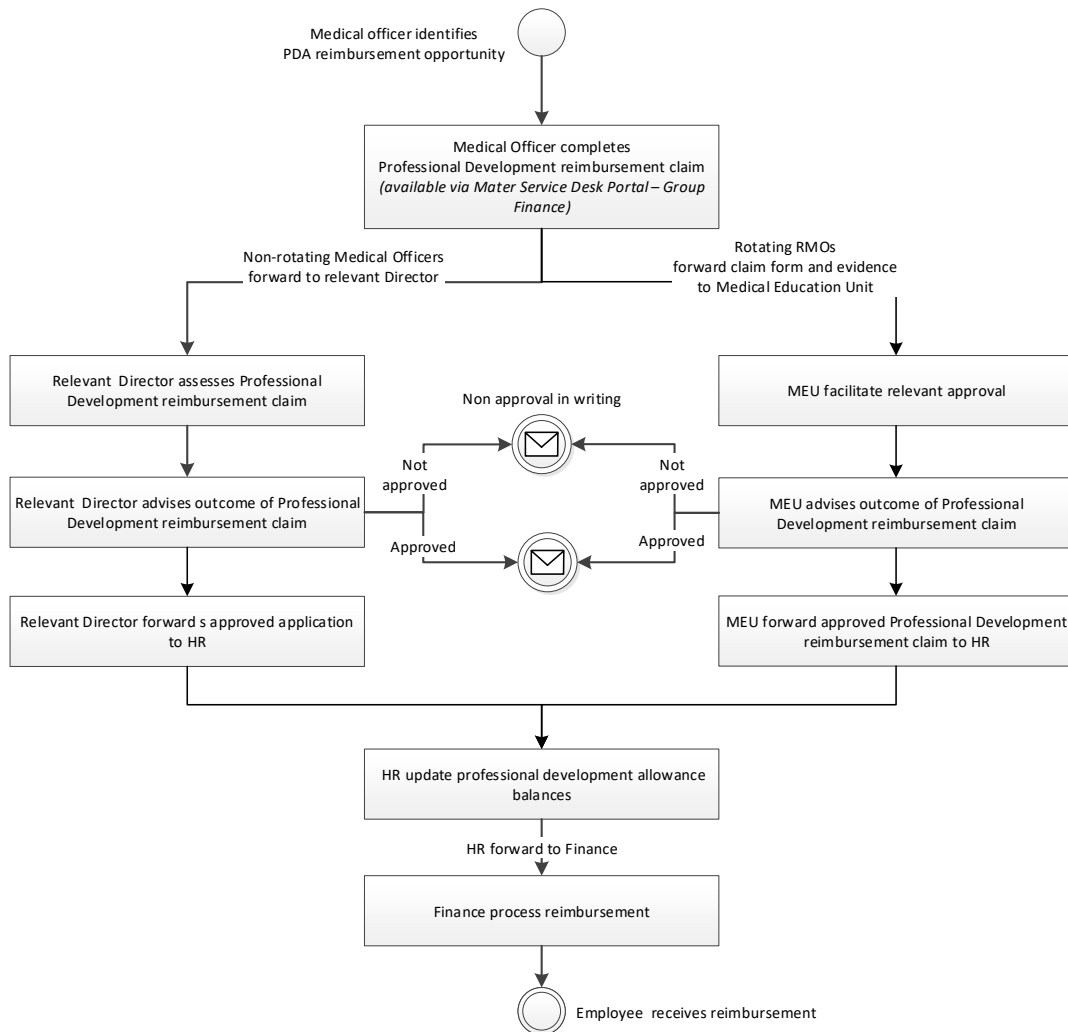 Medical officer identifies
PDA reimbursement opportunity
Medical Officer completes
Professional Development reimbursement claim
(available via Mater Service Desk Portal – Group
Finance)
Non-rotating Medical Officers
forward to relevant Director
Rotating RMOs
forward claim form and evidence
to Medical Education Unit
Relevant Director assesses Professional
Development reimbursement claim
Non approval in writing
MEU facilitate relevant approval
Not
approved
Not
approved
Relevant Director advises outcome of Professional
Development reimbursement claim
MEU advises outcome of Professional
Development reimbursement claim
Approved
Approved
Relevant Director forward s approved application
to HR
MEU forward approved Professional Development
reimbursement claim to HR
HR update professional development allowance
balances
HR forward to Finance
Finance process reimbursement
Employee receives reimbursement